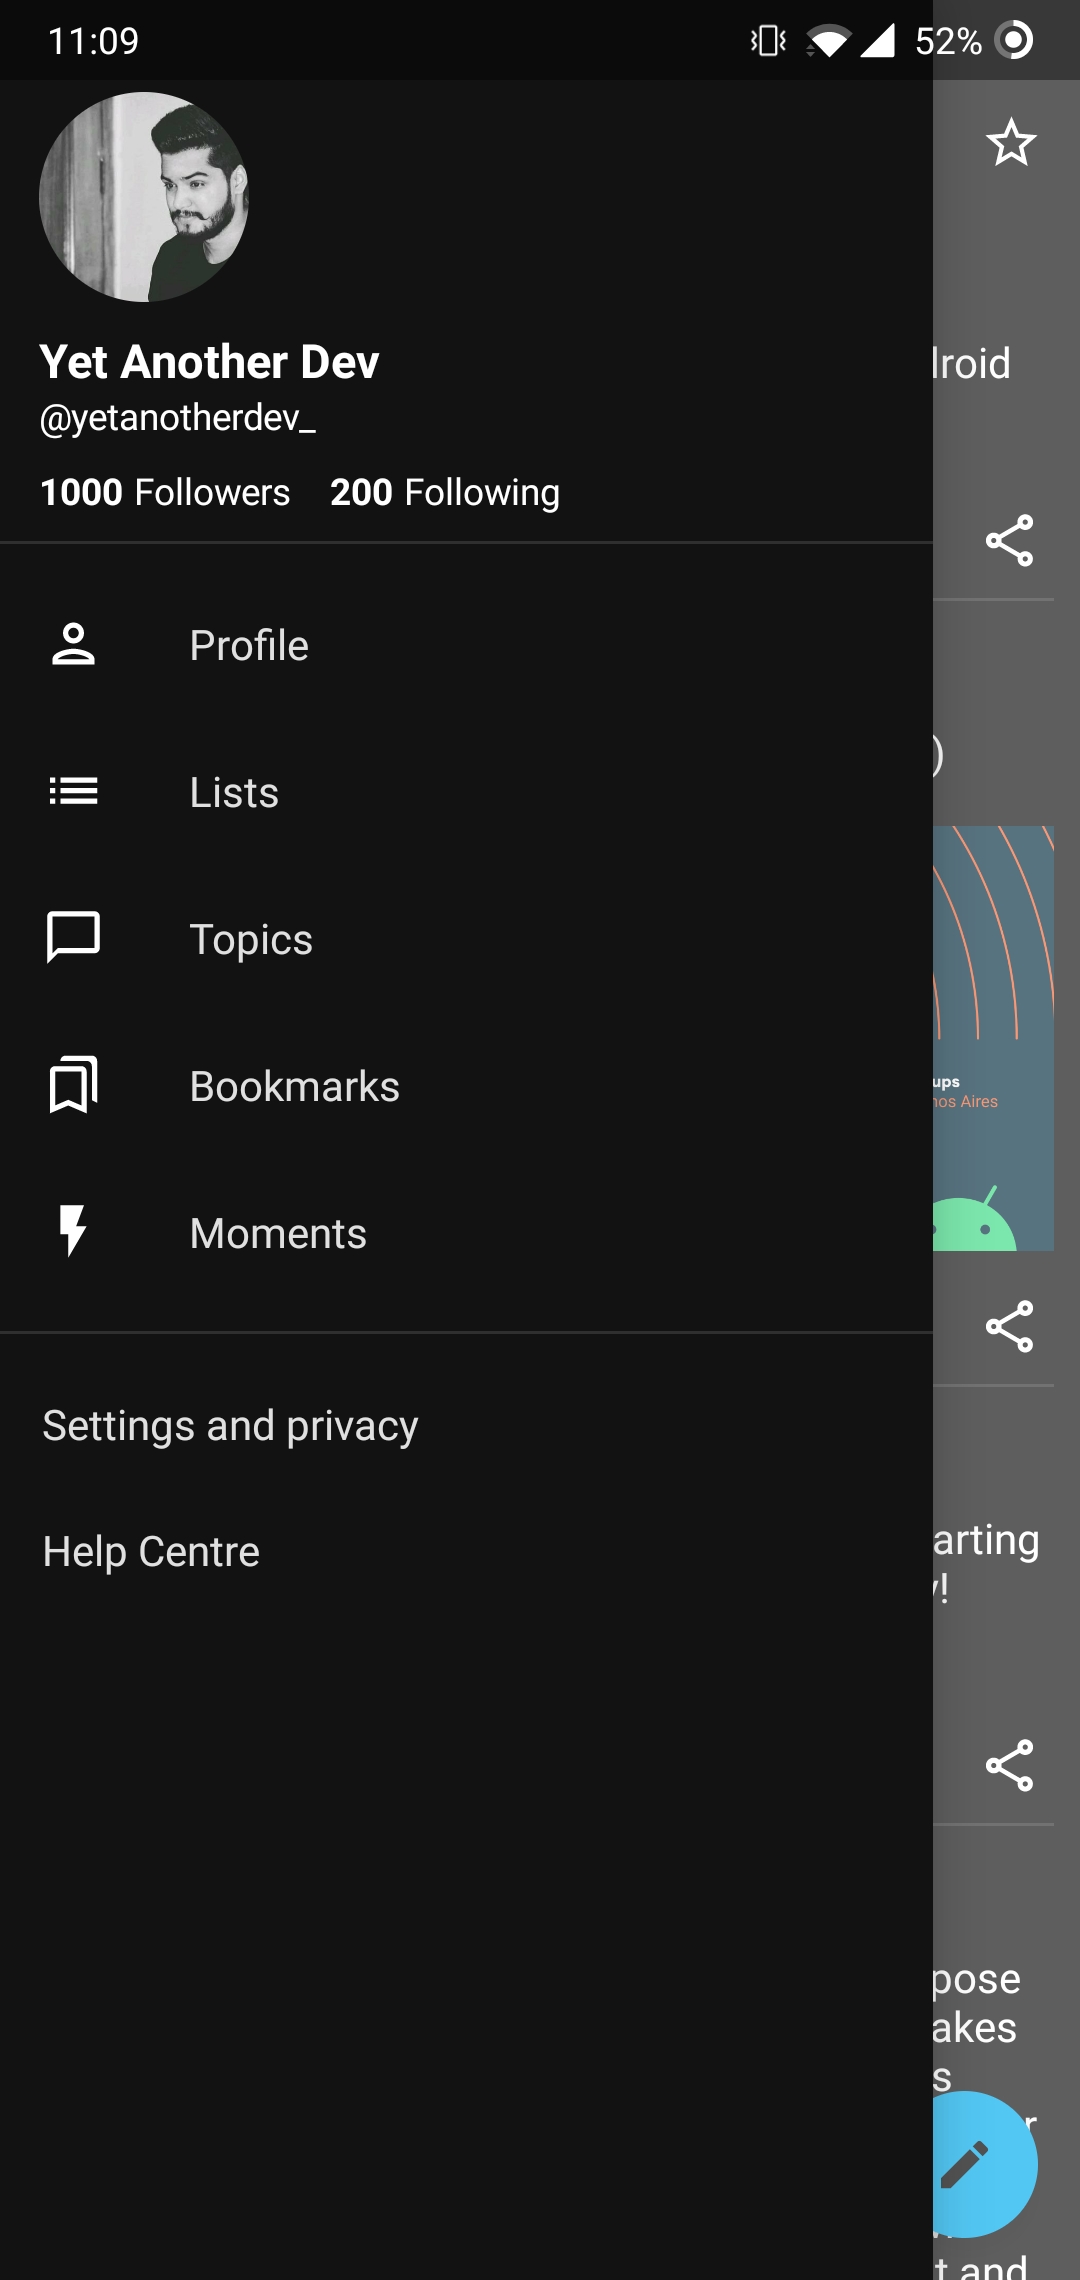 11:09
52%
Yet Another Dev
@yetanotherdev_
1000 Followers 200 Following
Profile
Lists
Topics
Bookmarks
Moments
Settings and privacy
Help Centre
lroid
)
ups
nos Aires
arting
y!
pose
akes
s
r
t and